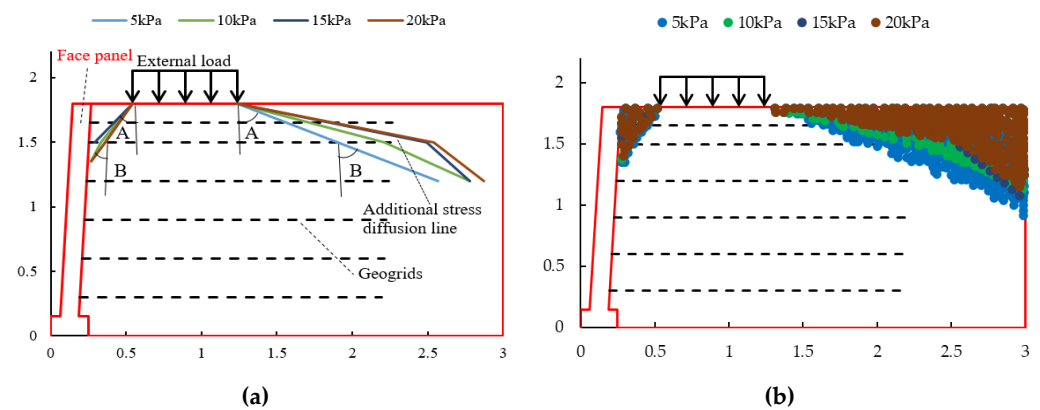 5kPa 10kPa 15kPa 20kPa
Face panel
External load
2
1.5
1
0.5
0
A
A
B
B
Additional stress
diffusion line
Geogrids
0 0.5 1 1.5 2 2.5 3
(a)
5kPa 10kPa 15kPa 20kPa
2
1.5
1
0.5
0
0 0.5 1 1.5 2 2.5 3
(b)